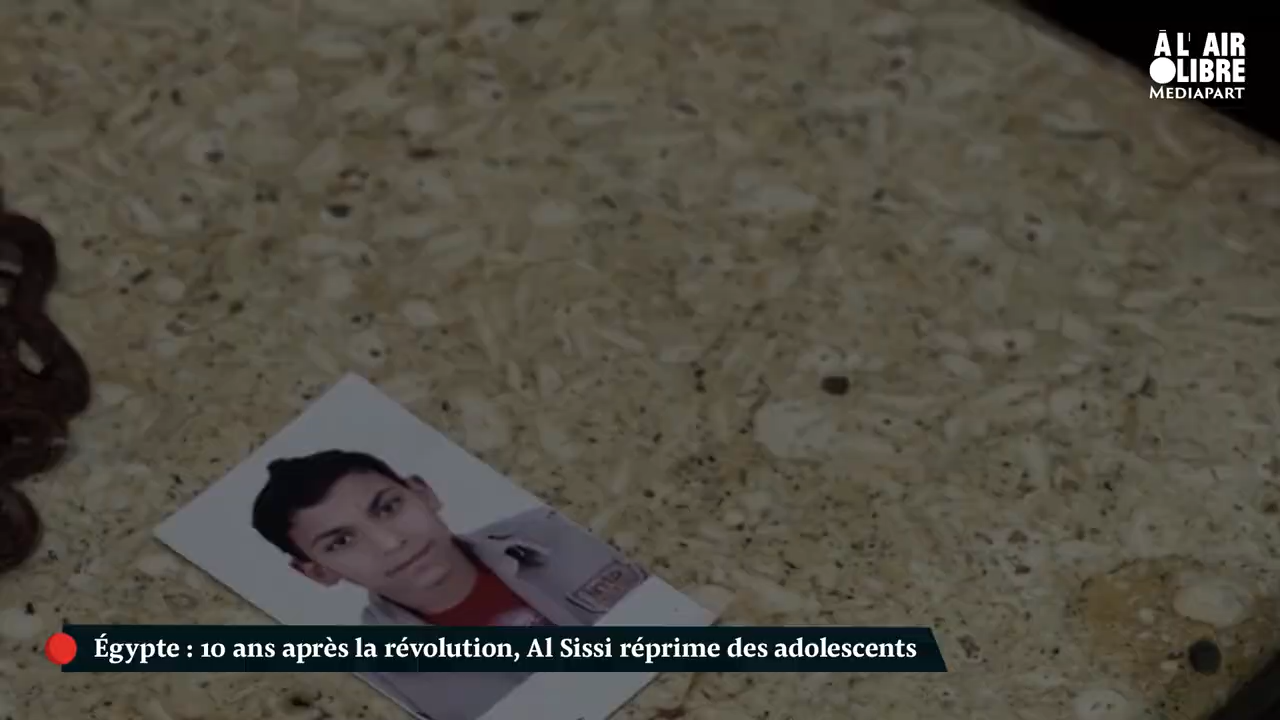 À L' AIR
LIBRE
MEDIAPART
Égypte : 10 ans après la révolution, Al Sissi réprime des adolescents